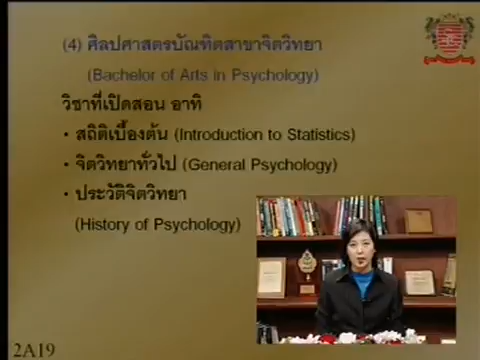 (4) ศิลปศาสตรบัณฑิตสาขาจิตวิทยา
(Bachelor of Arts in Psychology)
วิชาที่เปิดสอน อาทิ
• สถิติเบื้องต้น (Introduction to Statistics)
• จิตวิทยาทั่วไป (General Psychology)
• ประวัติจิตวิทยา
(History of Psychology)
2A19